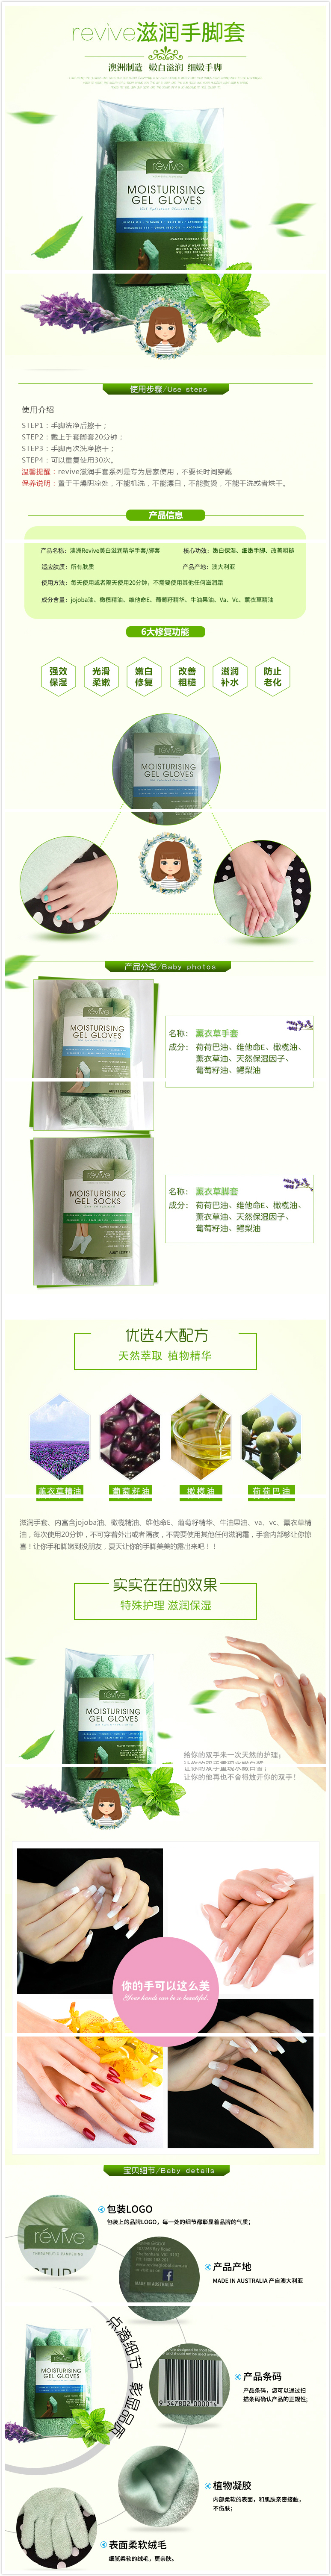 revive滋润手脚套
澳洲制造 嫩白滋润 细嫩手脚
révive
MOISTURISING
GEL GLOVES
使用步骤/Use steps
使用介绍
STEP1：手脚洗净后擦干；
STEP2：戴上手套脚套20分钟；
STEP3：手脚再次洗净擦干；
STEP4：可以重复使用30次。
温馨提醒：revive滋润手套系列是专为居家使用，不要长时间穿戴
保养说明：置于干燥阴凉处，不能机洗，不能漂白，不能熨烫，不能干洗或者烘干。
产品信息
产品名称：澳洲Revive美白滋润精华手套/脚套
核心功效：嫩白保湿、细嫩手脚、改善粗糙
适应肤质：所有肤质
产品产地：澳大利亚
使用方法：每天使用或者隔天使用20分钟，不需要使用其他任何滋润霜
成分含量：jojoba油、橄榄精油、维他命E、葡萄籽精华、牛油果油、Va、Vc、薰衣草精油
6大修复功能
强效 光滑 嫩白 改善 滋润 防止
保湿 柔嫩 修复 粗糙 补水 老化
révive
MOISTURISING
GEL GLOVES
产品分类/Baby photos
révive
MOISTURISING
GEL GLOVES
名称：薰衣草手套
成分：荷荷巴油、维他命E、橄榄油、
薰衣草油、天然保湿因子、
葡萄籽油、鳄梨油
révive
MOISTURISING
GEL SOCKS
名称：薰衣草脚套
成分：荷荷巴油、维他命E、橄榄油、
薰衣草油、天然保湿因子、
葡萄籽油、鳄梨油
优选4大配方
天然萃取 植物精华
薰衣草精油 葡萄籽油 橄榄油 荷荷巴油
滋润手套、内富含jojoba油、橄榄精油、维他命E、葡萄籽精华、牛油果油、va、vc、薰衣草精
油，每次使用20分钟，不可穿着外出或者隔夜，不需要使用其他任何滋润霜，手套内部够让你惊
喜！让你手和脚嫩到没朋友，夏天让你的手脚美美的露出来吧！！
实实在在的效果
特殊护理 滋润保湿
révive
MOISTURISING
GEL GLOVES
给你的双手来一次天然的护理，
让你的他再也不舍得放开你的双手！
你的手可以这么美
Your hands can be so beautiful
宝贝细节/Baby details
révive
包装LOGO
包装上的品牌LOGO，每一处的细节都彰显着品牌的气质；
MADE IN AUSTRALIA
产品产地
MADE IN AUSTRALIA 产自澳大利亚
点滴细节 彰显品质
révive
MOISTURISING
GEL GLOVES
产品条码
产品条码，您可以通过扫
描条码确认产品的正规性；
植物凝胶
内部柔软的表面，和肌肤亲密接触，
不伤肤；
表面柔软绒毛
细腻柔软的绒毛，更亲肤。